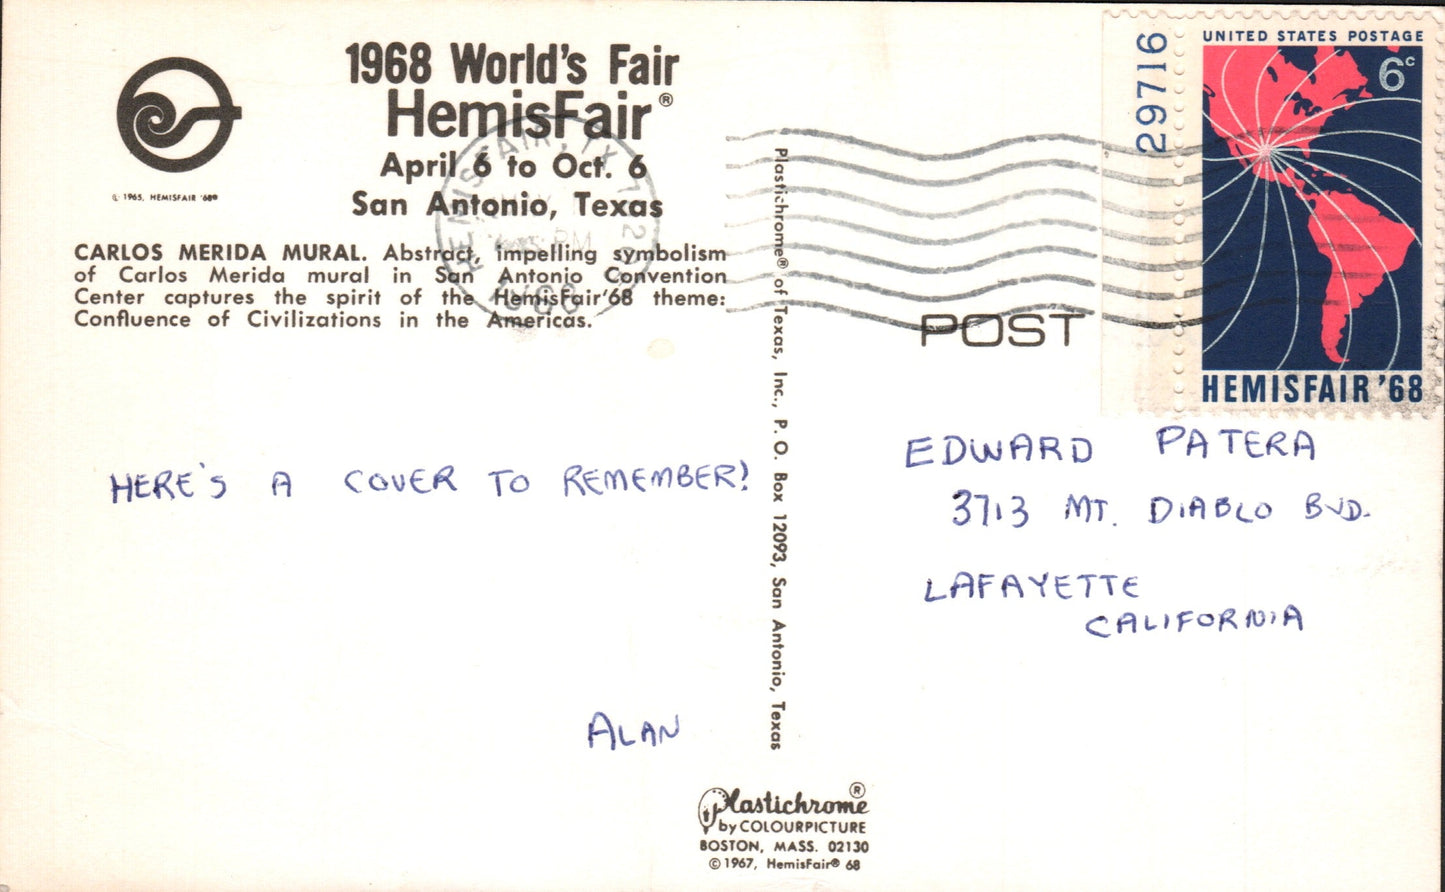 1968 World's Fair
HemisFair®
April 6 to Oct. 6
San Antonio, Texas
© 1965, HEMISFAIR '68®
CARLOS MERIDA MURAL. Abstract, impelling symbolism
of Carlos Merida mural in San Antonio Convention
Center captures the spirit of the HemisFair'68 theme:
Confluence of Civilizations in the Americas.
HEMISFAIR, TX
PM
1968
HERE'S A COVER TO REMEMBER!
ALAN
Plastichrome® of Texas, Inc., P. O. Box 12093, San Antonio, Texas
Plastichrome®
by COLOURPICTURE
BOSTON, MASS. 02130
© 1967, HemisFair® 68
29716
UNITED STATES POSTAGE
6c
HEMISFAIR '68
POST
EDWARD PATERA
3713 MT. DIABLO BVD.
LAFAYETTE
CALIFORNIA